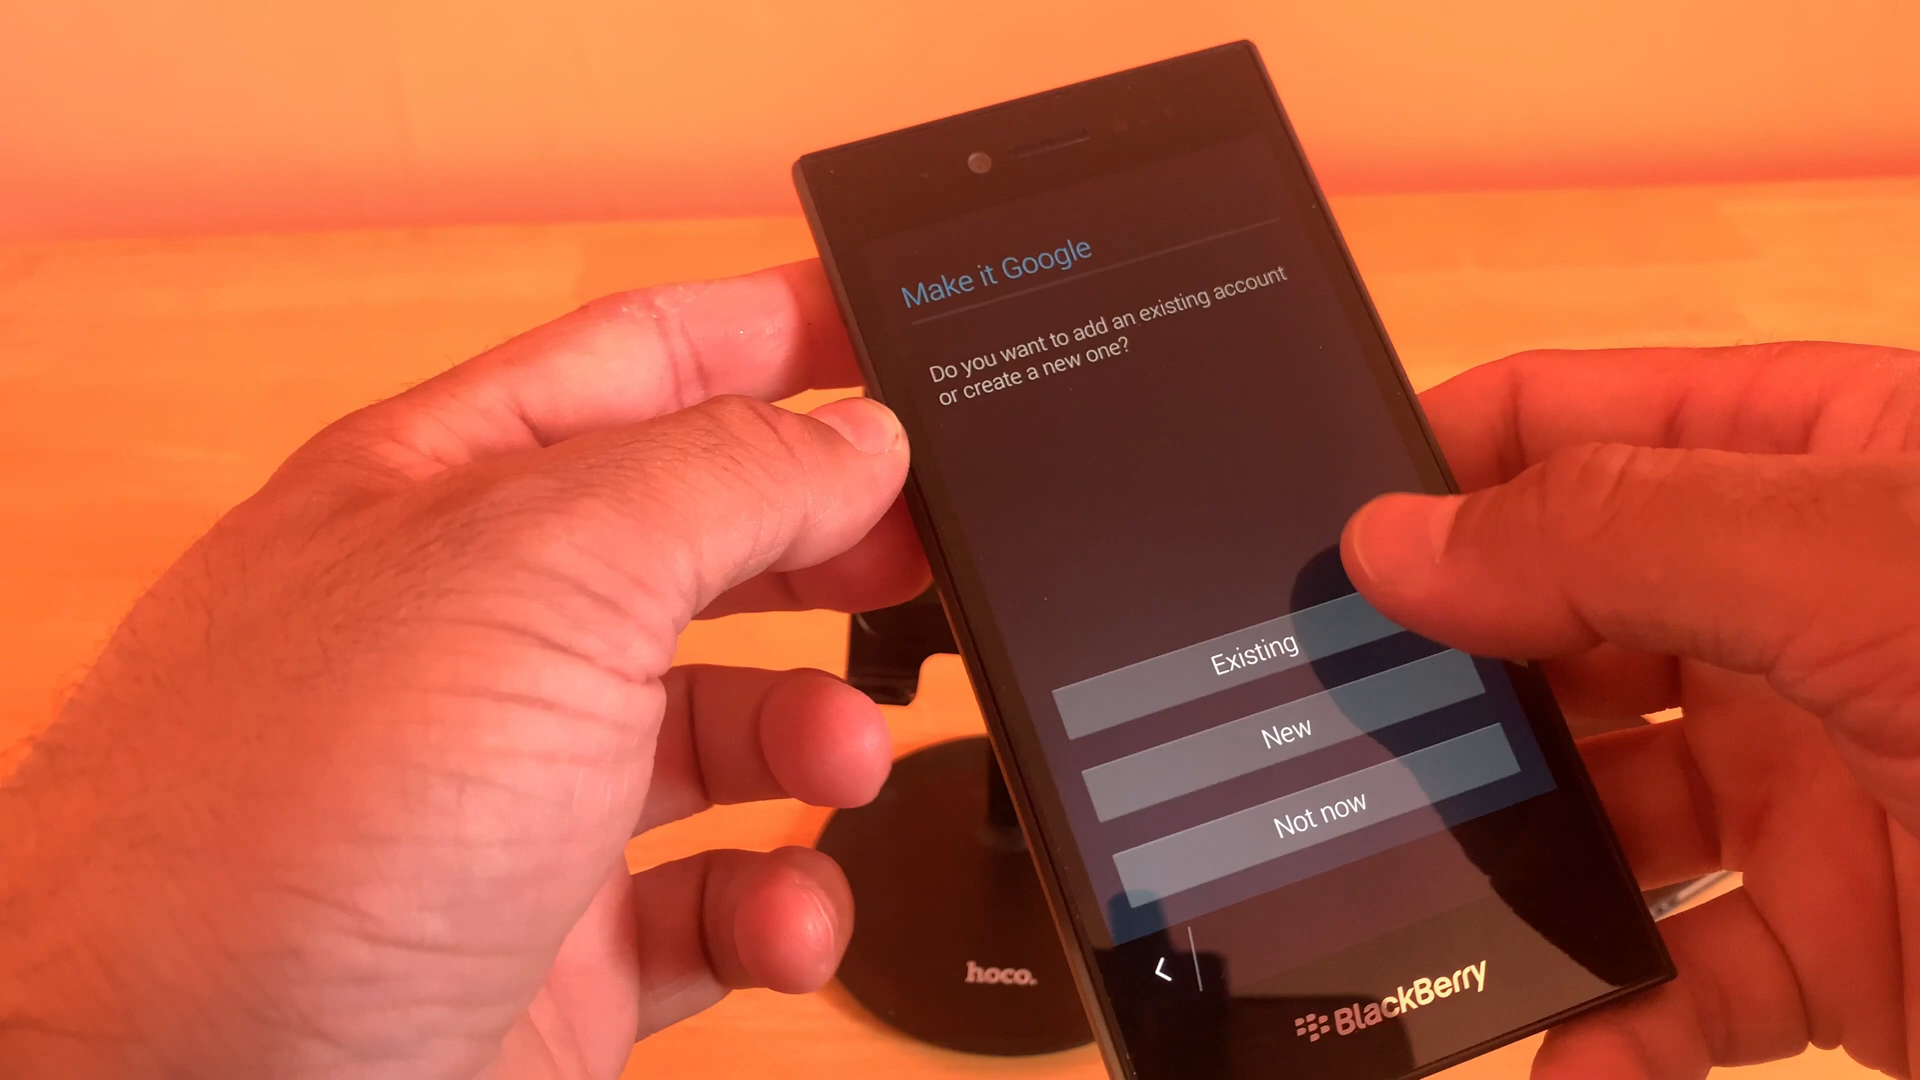 Make it Google
Do you want to add an existing account
or create a new one?
Existing
New
Not now
BlackBerry
hoco.